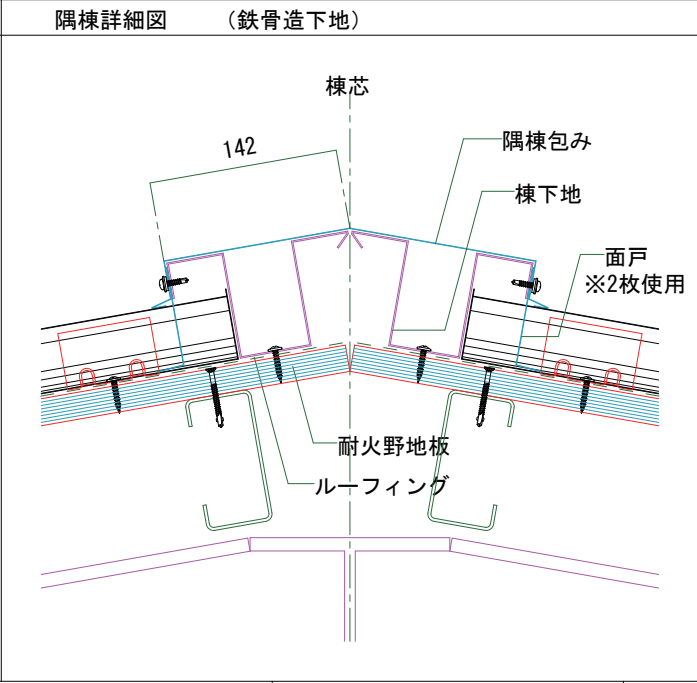 隅棟詳細図　　（鉄骨造下地）
棟芯
142
隅棟包み
棟下地
面戸
※2枚使用
耐火野地板
ルーフィング